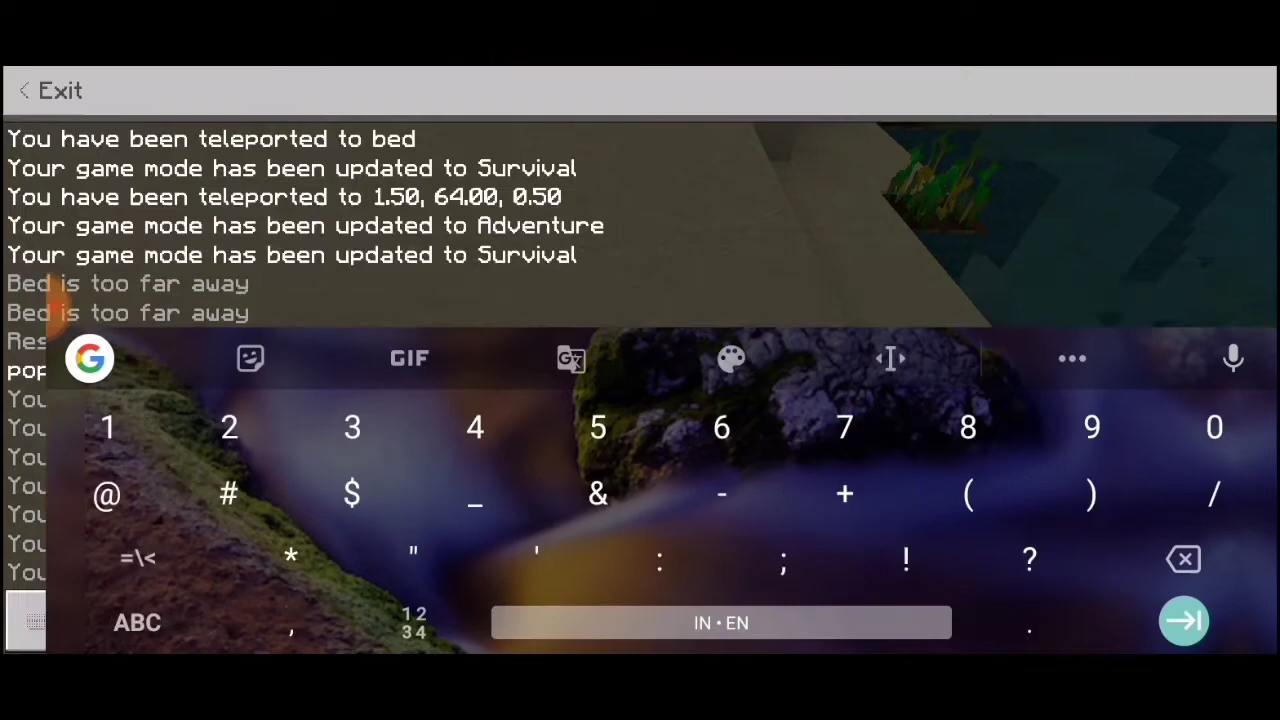 Exit
You have been teleported to bed
Your game mode has been updated to Survival
You have been teleported to 1.50, 64.00, 0.50
Your game mode has been updated to Adventure
Your game mode has been updated to Survival
Bed is too far away
Bed is too far away
GIF
1 2 3 4 5 6 7 8 9 0
@ # $ _ & - + ( ) /
=\< * " ' : ; ! ?
ABC , 12 34 IN • EN .